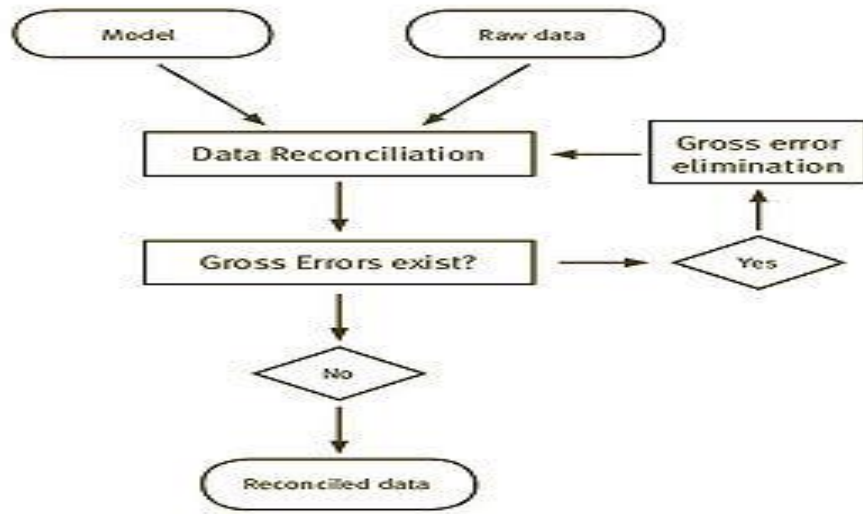 Model
Raw data
Data Reconciliation
Gross error
elimination
Gross Errors exist?
Yes
No
Reconciled data